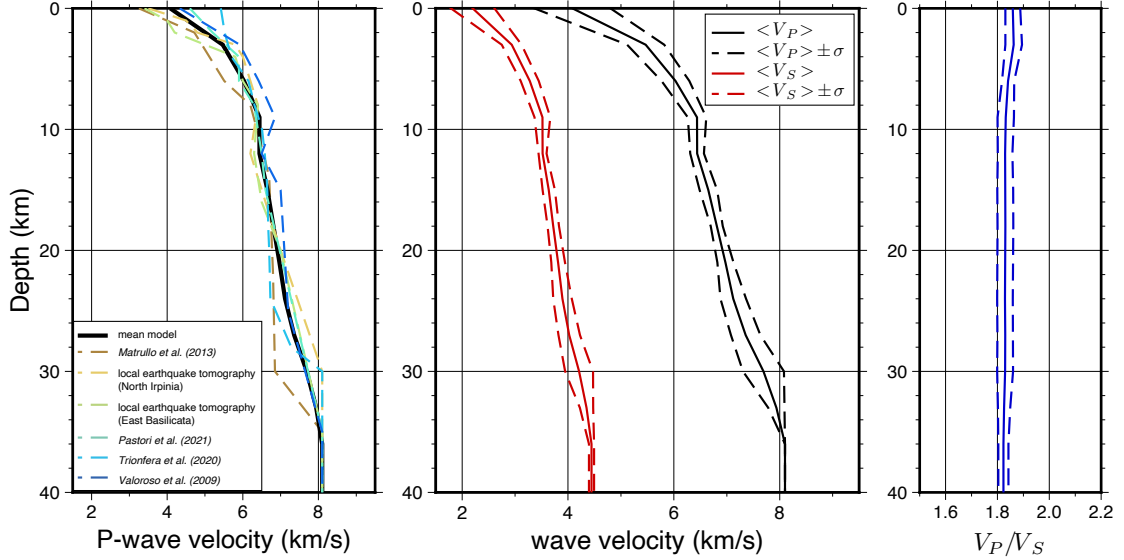 0
10
20
30
40
Depth (km)
2
4
6
8
P-wave velocity (km/s)
mean model
Matrullo et al. (2013)
local earthquake tomography
(North Irpinia)
local earthquake tomography
(East Basilicata)
Pastori et al. (2021)
Trionfera et al. (2020)
Valoroso et al. (2009)
0
10
20
30
40
2
4
6
8
wave velocity (km/s)
<V_P>
<V_P> ±σ
<V_S>
<V_S> ±σ
0
10
20
30
40
1.6
1.8
2.0
2.2
V_P/V_S